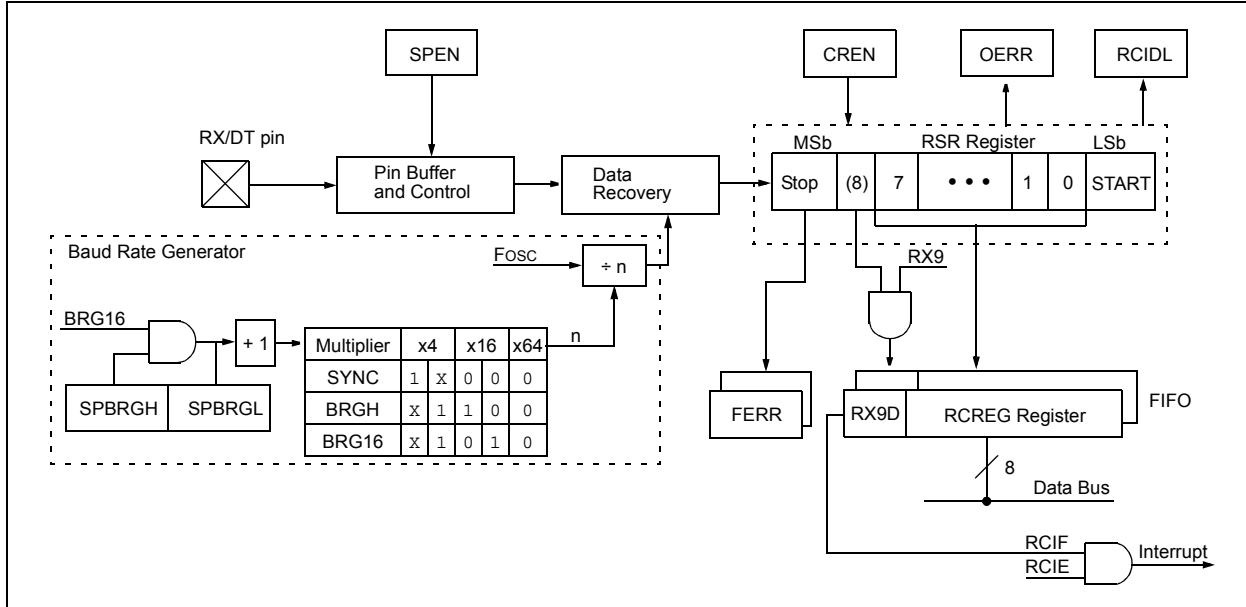 SPEN
CREN
OERR
RCIDL
RX/DT pin
MSb
RSR Register
LSb
Pin Buffer
and Control
Data
Recovery
Stop (8) 7 • • • 1 0 START
Baud Rate Generator
FOSC
÷ n
RX9
BRG16
+ 1
n
Multiplier x4 x16 x64
SYNC 1 X 0 0 0
BRGH X 1 1 0 0
BRG16 X 1 0 1 0
SPBRGH SPBRGL
FERR
RX9D RCREG Register
FIFO
8
Data Bus
RCIF
RCIE
Interrupt